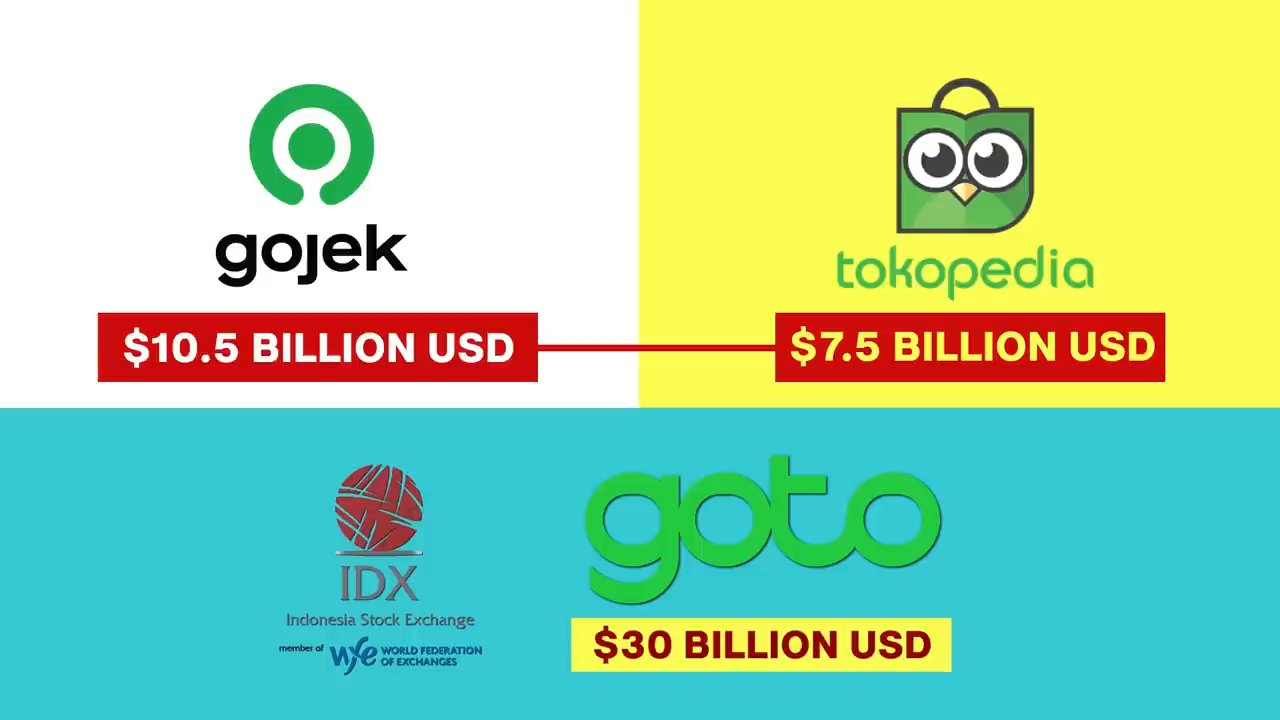 gojek
$10.5 BILLION USD
tokopedia
$7.5 BILLION USD
IDX
Indonesia Stock Exchange
member of wfe WORLD FEDERATION
OF EXCHANGES
goto
$30 BILLION USD